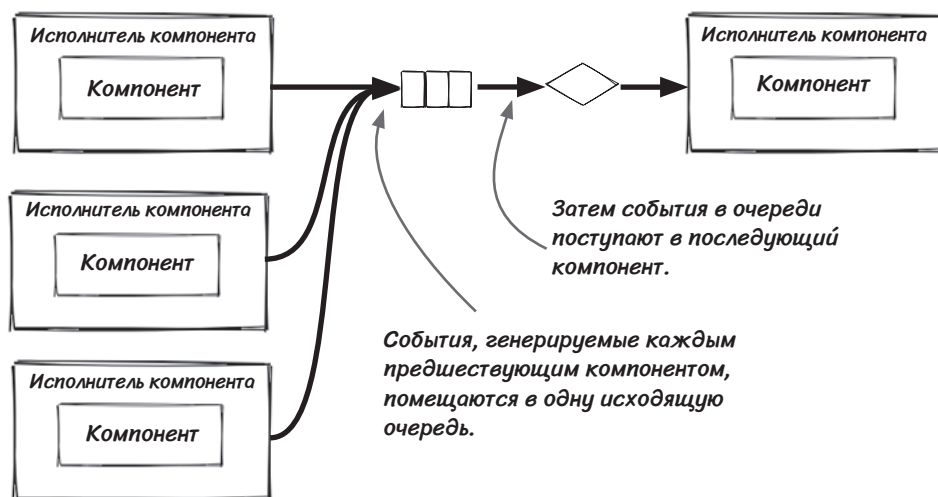 Исполнитель компонента
Компонент
Исполнитель компонента
Компонент
Исполнитель компонента
Компонент
Исполнитель компонента
Компонент
Затем события в очереди
поступают в последующий
компонент.
События, генерируемые каждым
предшествующим компонентом,
помещаются в одну исходящую
очередь.